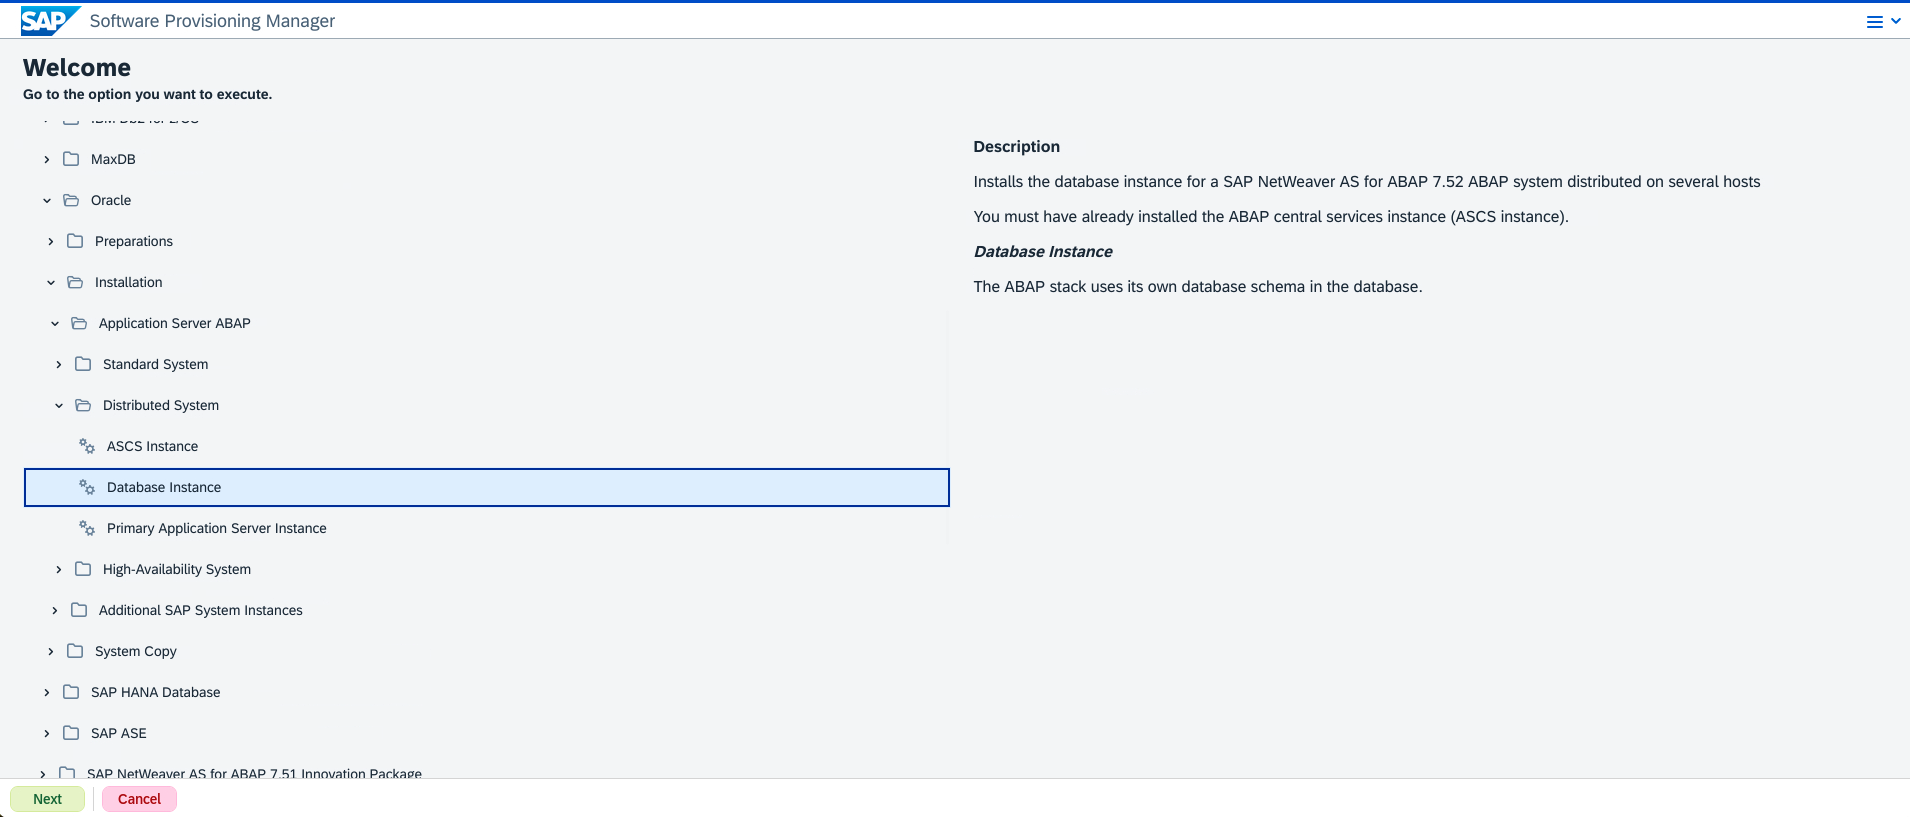 SAP Software Provisioning Manager
Welcome
Go to the option you want to execute.
MaxDB
Oracle
Preparations
Installation
Application Server ABAP
Standard System
Distributed System
ASCS Instance
Database Instance
Primary Application Server Instance
High-Availability System
Additional SAP System Instances
System Copy
SAP HANA Database
SAP ASE
SAP NetWeaver AS for ABAP 7.51 Innovation Package
Description
Installs the database instance for a SAP NetWeaver AS for ABAP 7.52 ABAP system distributed on several hosts
You must have already installed the ABAP central services instance (ASCS instance).
Database Instance
The ABAP stack uses its own database schema in the database.
Next
Cancel